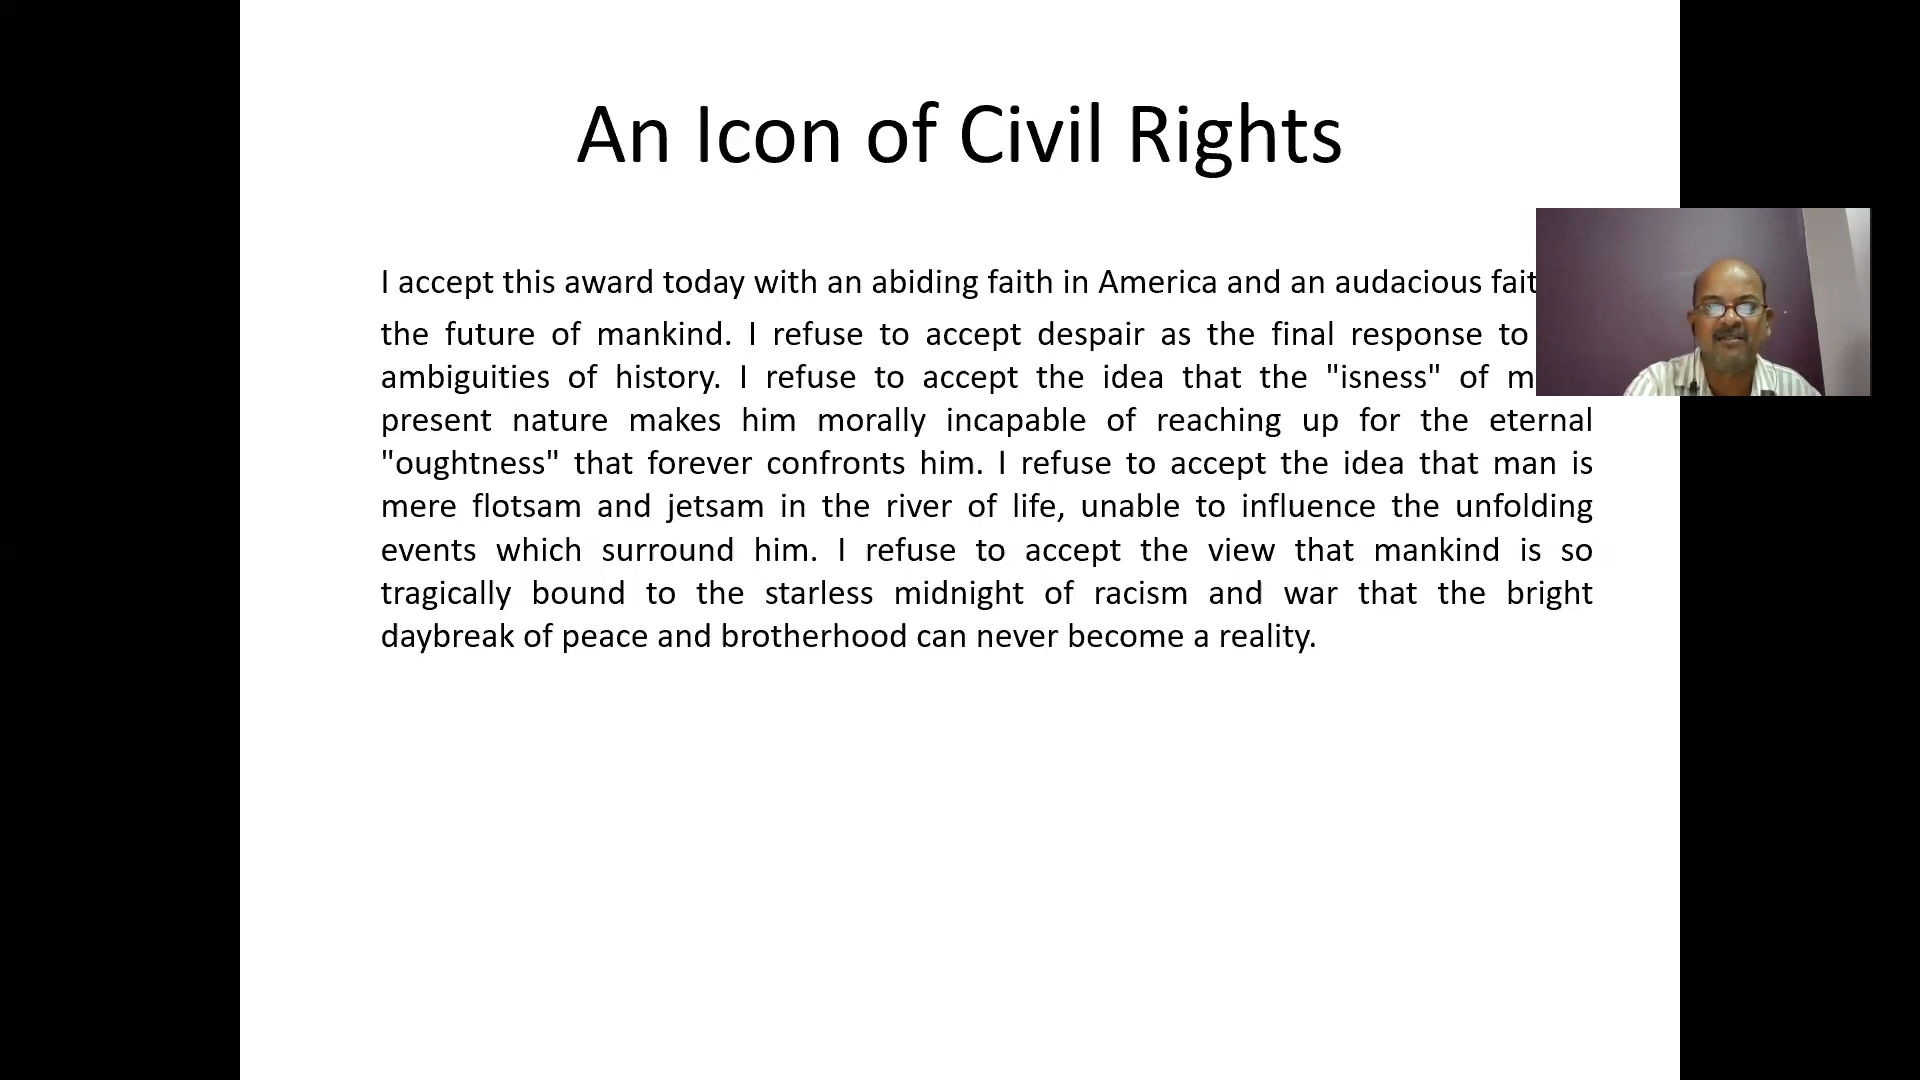 An Icon of Civil Rights
I accept this award today with an abiding faith in America and an audacious
the future of mankind. I refuse to accept despair as the final response to
ambiguities of history. I refuse to accept the idea that the "isness" of
present nature makes him morally incapable of reaching up for the eternal
"oughtness" that forever confronts him. I refuse to accept the idea that man is
mere flotsam and jetsam in the river of life, unable to influence the unfolding
events which surround him. I refuse to accept the view that mankind is so
tragically bound to the starless midnight of racism and war that the bright
daybreak of peace and brotherhood can never become a reality.